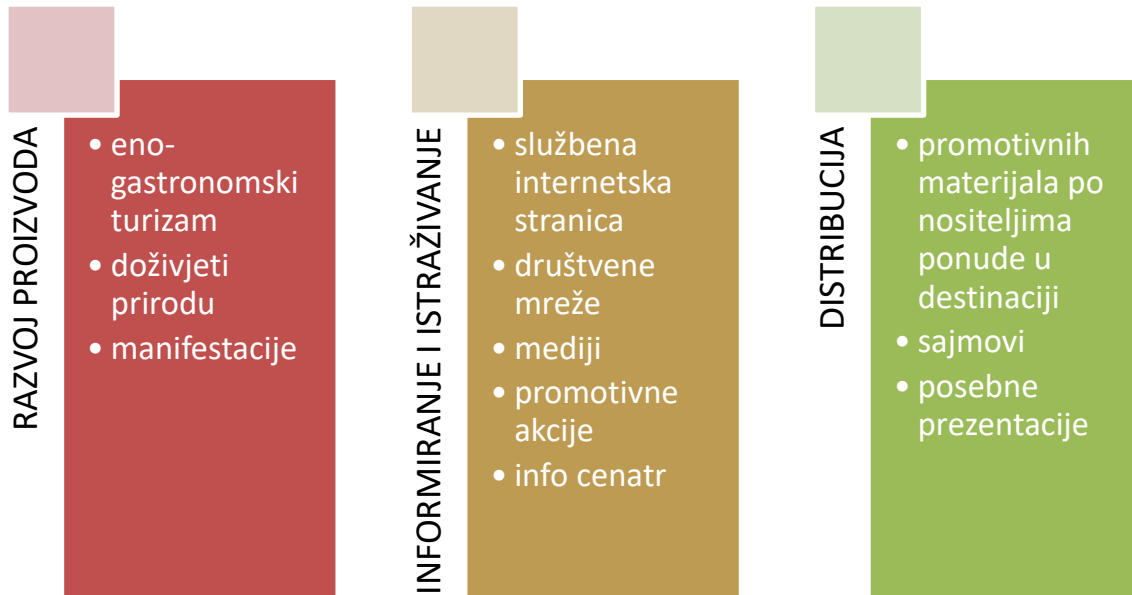 RAZVOJ PROIZVODA
• eno-
gastronomski
turizam
• doživjeti
prirodu
• manifestacije
INFORMIRANJE I ISTRAŽIVANJE
• službena
internetska
stranica
• društvene
mreže
• mediji
• promotivne
akcije
• info cenatr
DISTRIBUCIJA
• promotivnih
materijala po
nositeljima
ponude u
destinaciji
• sajmovi
• posebne
prezentacije